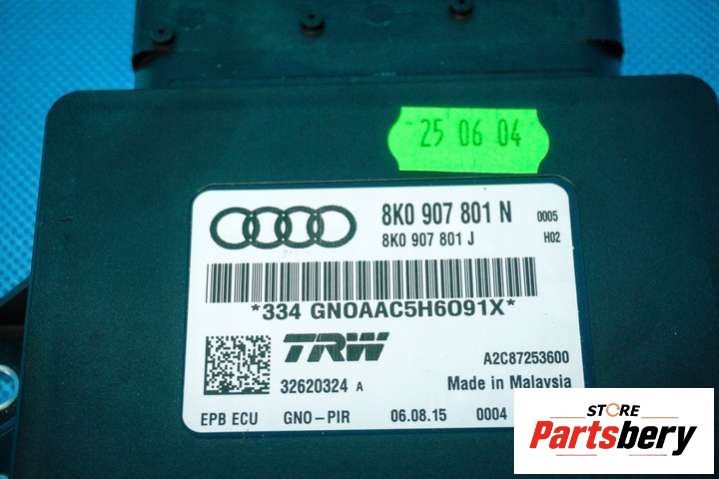 25 06 04
8K0 907 801 N 0005
8K0 907 801 J H02
*334 GN0AAC5H6091X*
TRW A2C87253600
32620324 A Made in Malaysia
EPB ECU GNO-PIR 06.08.15 0004
STORE
Partsbery